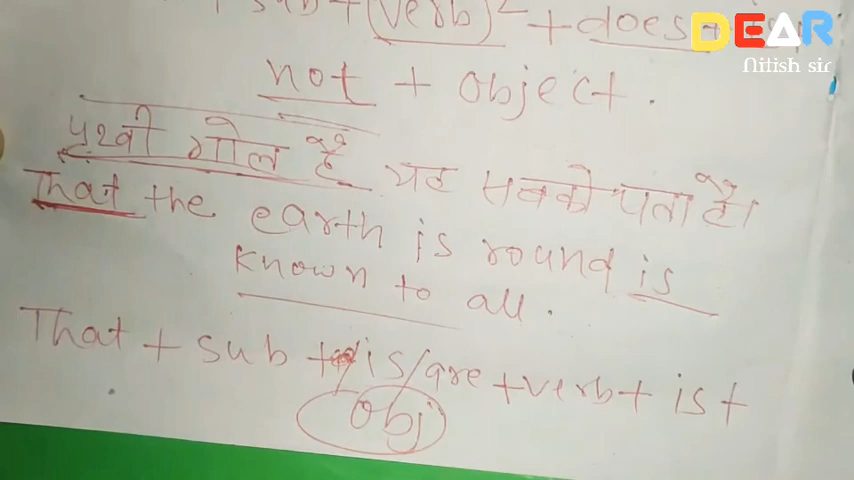 + sub + (verb)² + does +
DEAR
Nitish sir
not + object.
पृथ्वी गोल है यह सबको पता है।
That the earth is round is
known to all.
That + sub + is/are + verb + is +
obj